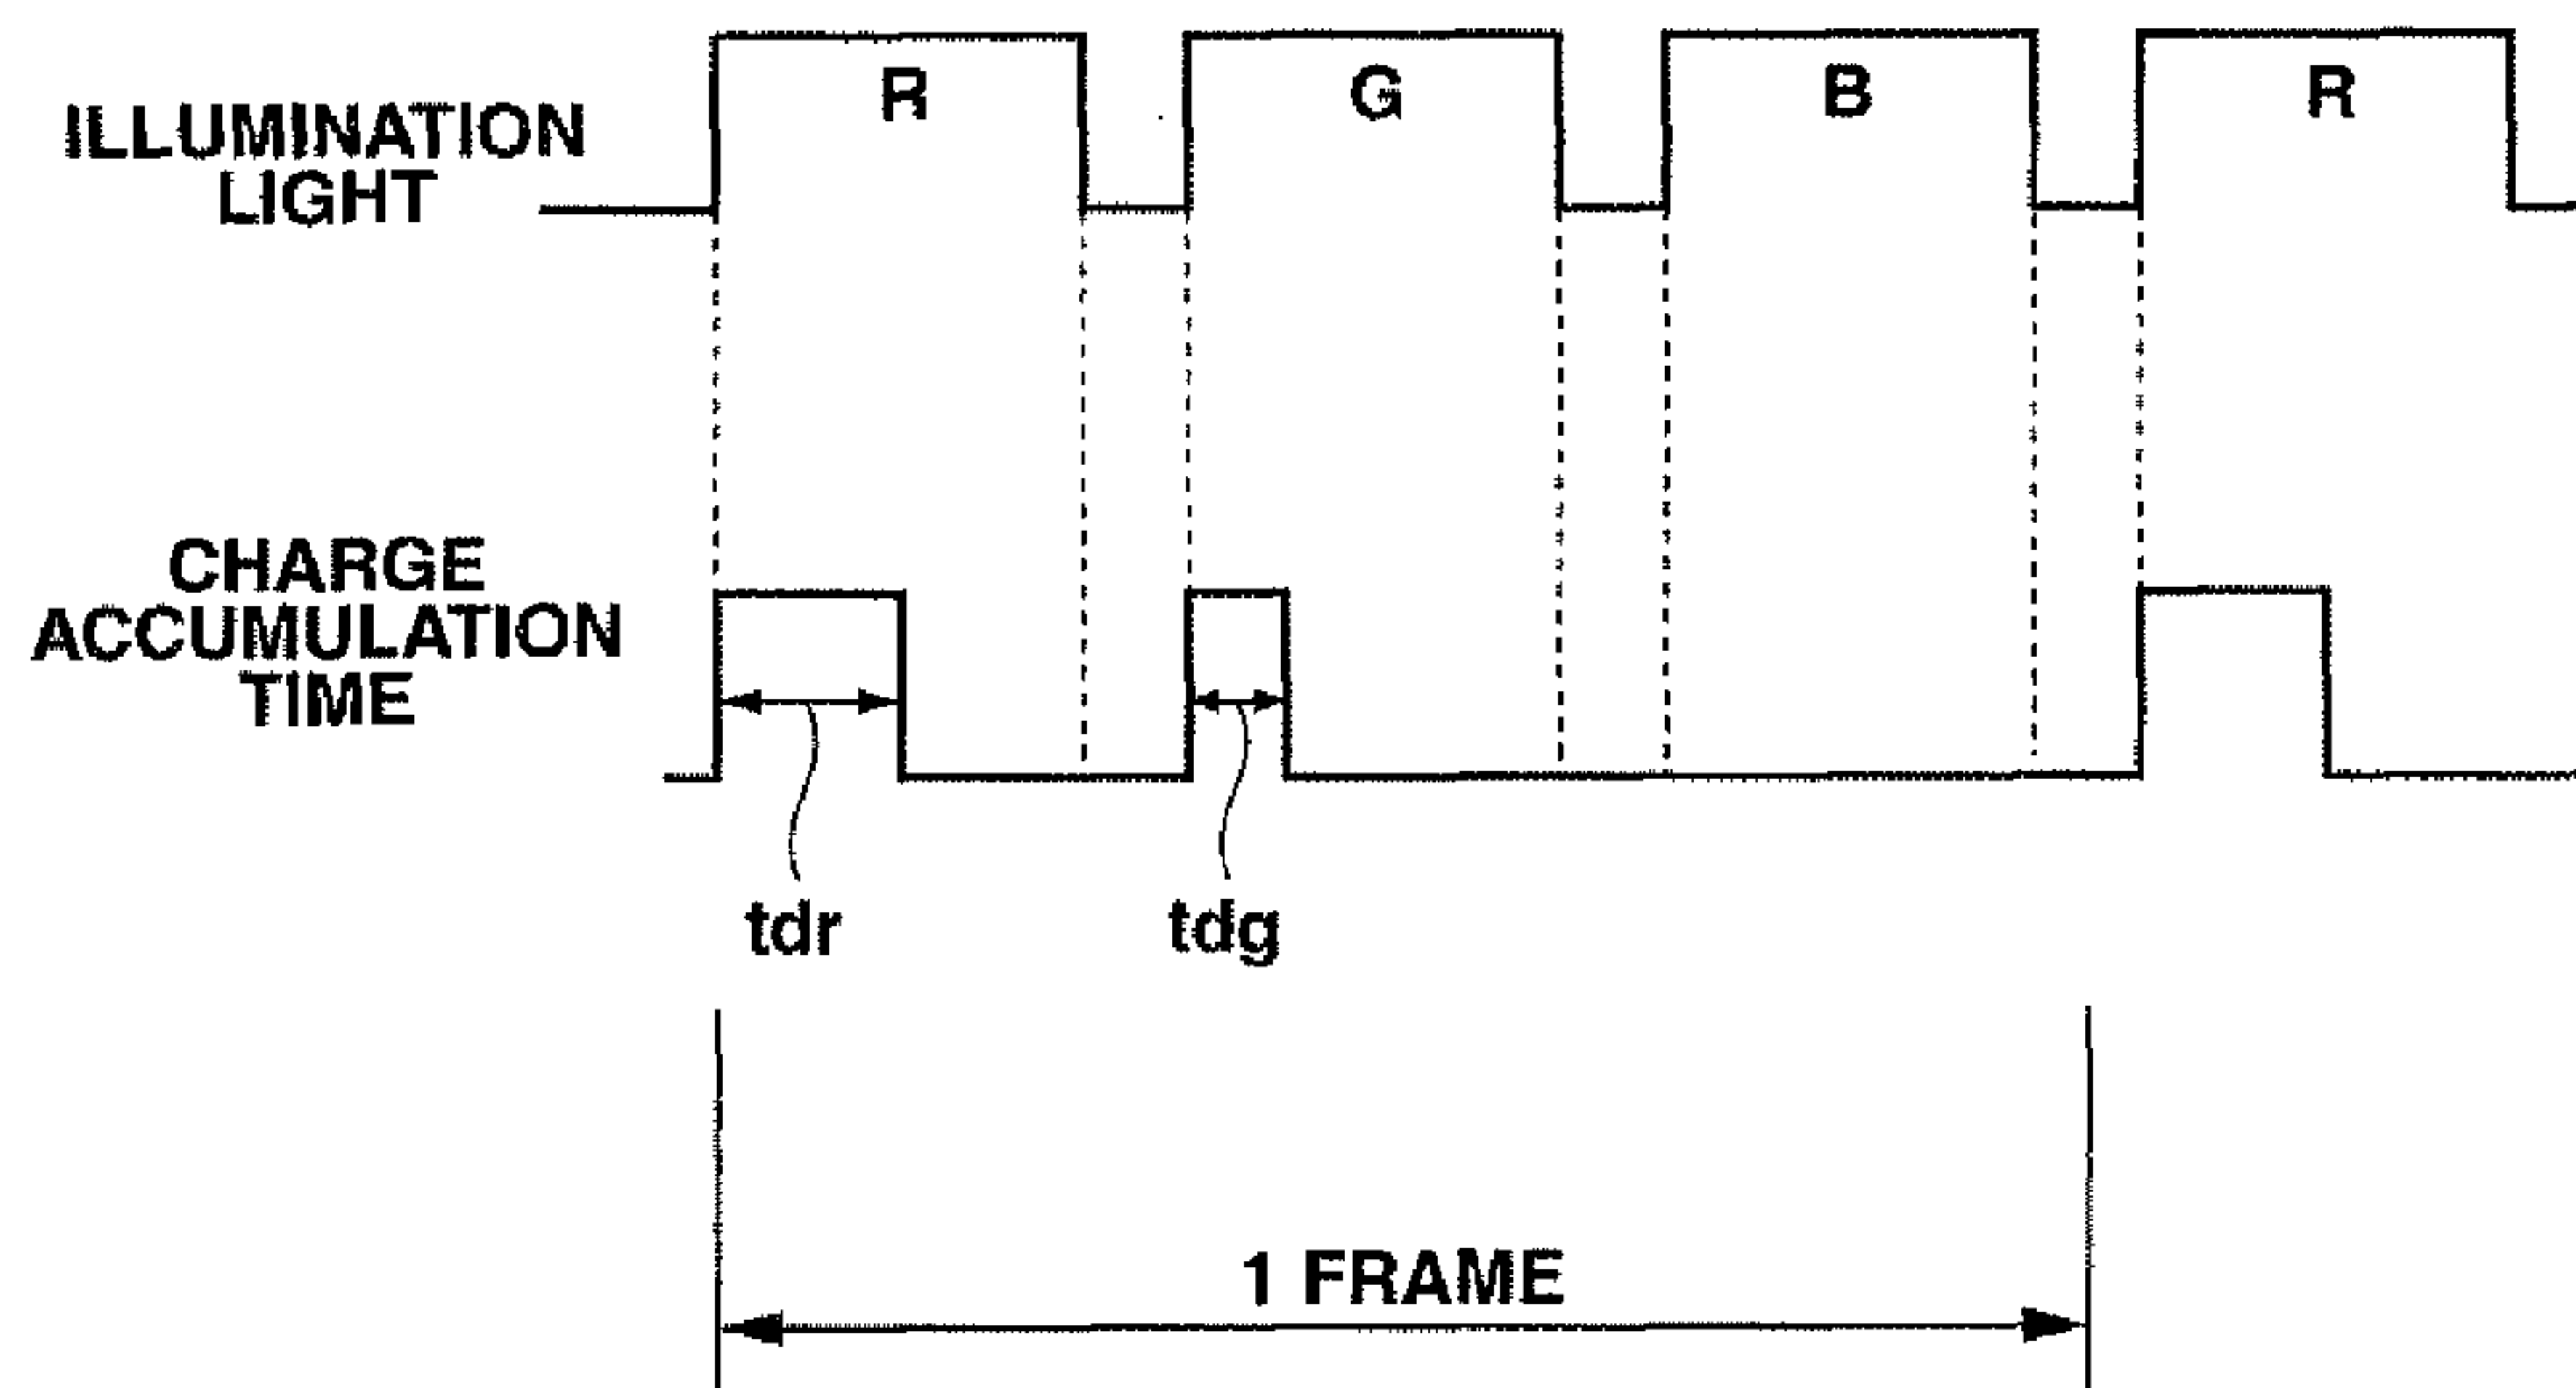 R G B R
ILLUMINATION
LIGHT
CHARGE
ACCUMULATION
TIME
tdr tdg
1 FRAME